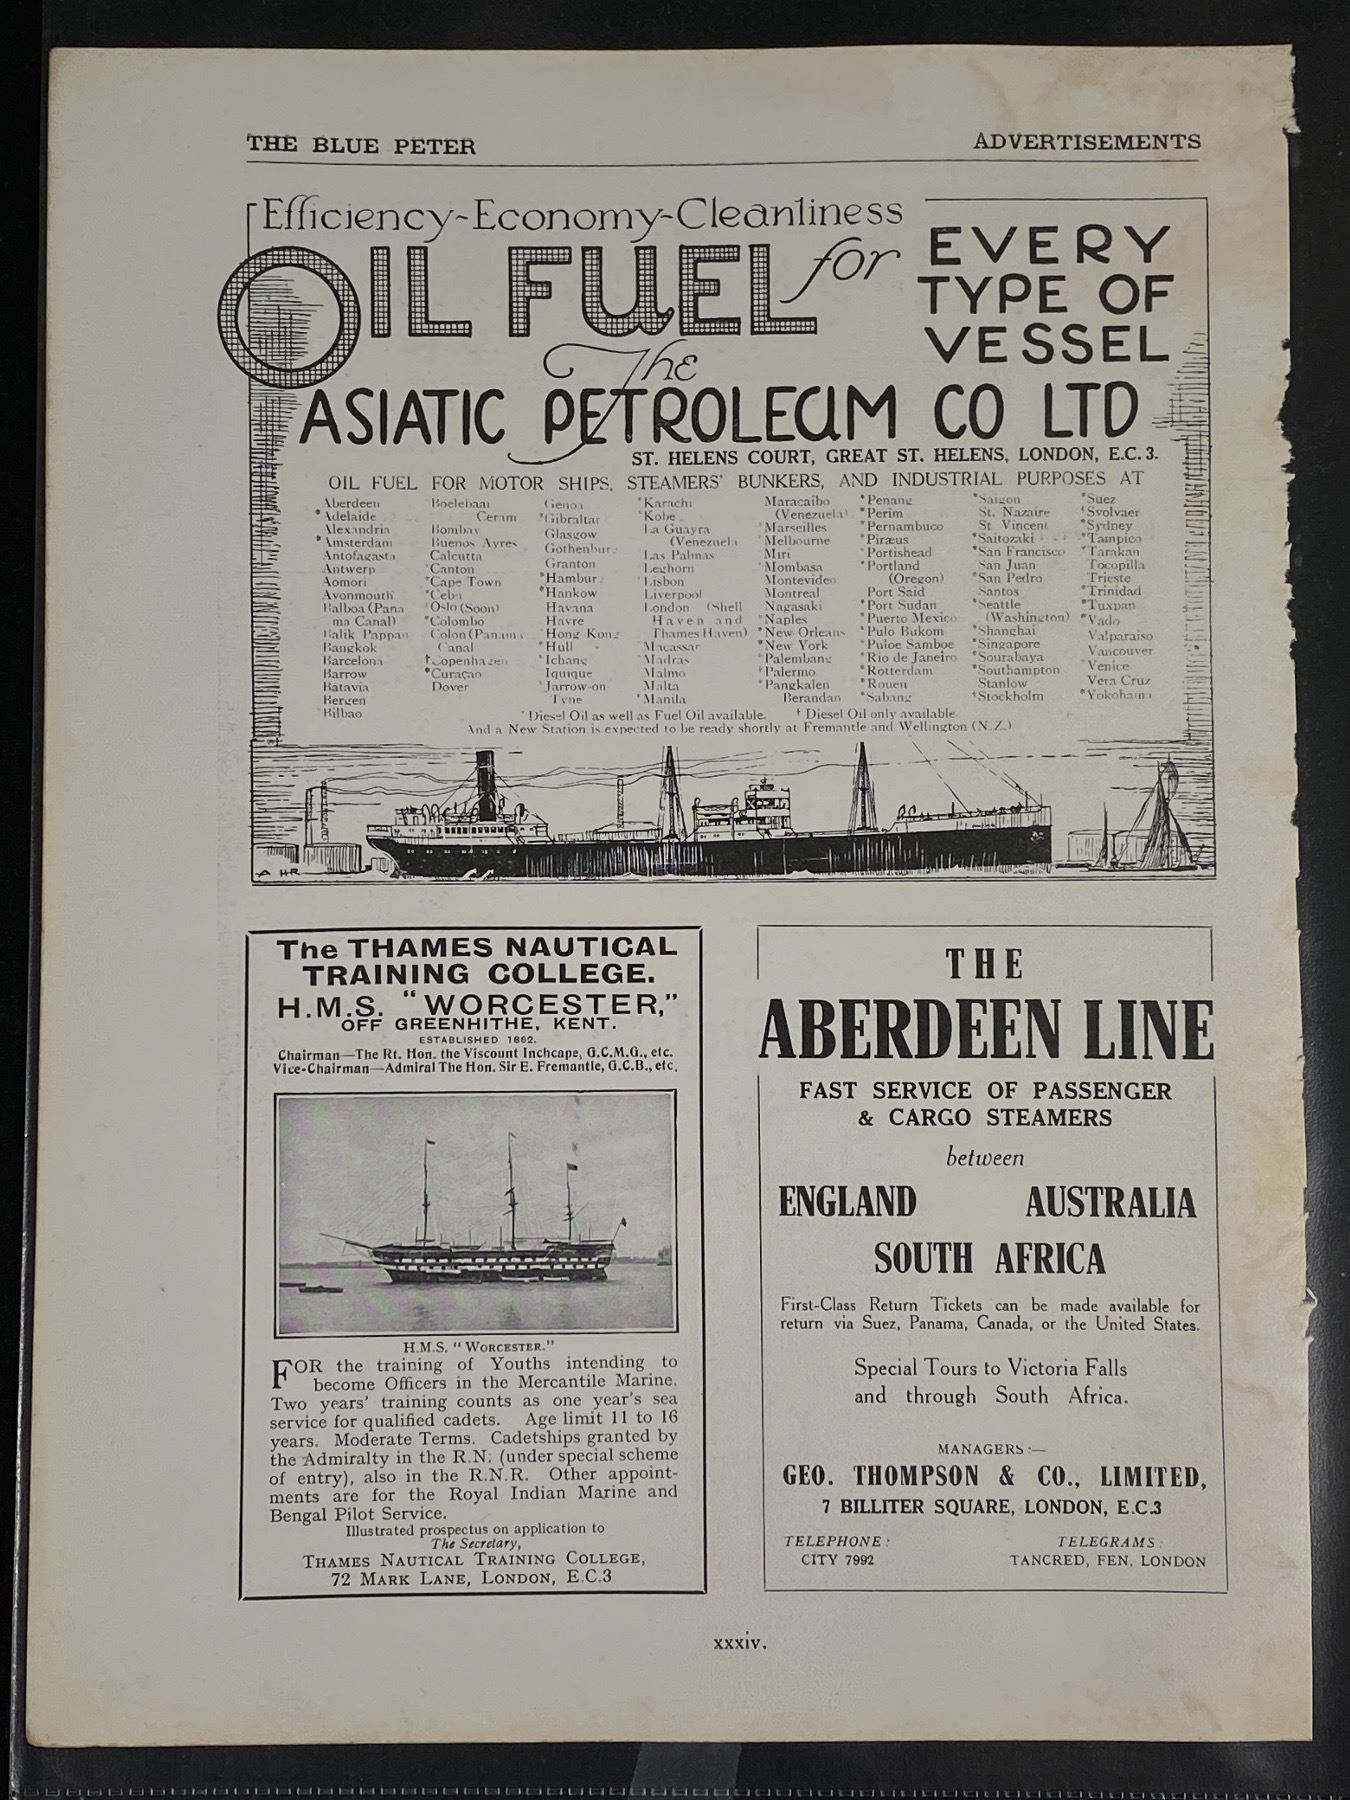 THE BLUE PETER
ADVERTISEMENTS
Efficiency-Economy-Cleanliness
OIL FUEL for
EVERY
TYPE OF
VESSEL
The
ASIATIC PETROLEUM CO LTD
ST. HELENS COURT, GREAT ST. HELENS, LONDON, E.C.3.
OIL FUEL FOR MOTOR SHIPS, STEAMERS' BUNKERS, AND INDUSTRIAL PURPOSES AT
Aberdeen
*Adelaide
Alexandria
*Amsterdam
Antofagasta
Antwerp
Aomori
Avonmouth
Balboa (Pana
ma Canal)
Balik Pappan
Bangkok
Barcelona
Barrow
Batavia
Bergen
*Bilbao
*Boelebaai
Ceram
Bombay
Buenos Ayres
Calcutta
*Canton
*Cape Town
*Cebu
*Oslo (Soon)
*Colombo
Colon (Panama
Canal
†Copenhagen
*Curaçao
Dover
Genoa
*Gibraltar
Glasgow
Gothenburg
Granton
*Hamburg
*Hankow
Havana
Havre
Hong Kong
*Hull
*Ichang
Iquique
*Jarrow-on
Tyne
*Karachi
*Kobe
La Guayra
(Venezuela
Las Palmas
Leghorn
Lisbon
Liverpool
London (Shell
Haven and
Thames Haven)
Macassar
*Madras
Malmo
Malta
*Manila
Maracaibo
(Venezuela)
*Marseilles
*Melbourne
Miri
*Mombasa
Montevideo
Montreal
Nagasaki
*Naples
*New Orleans
*New York
*Palembang
†Palermo
*Pangkalen
Berandan
*Penang
*Perim
*Pernambuco
*Piræus
*Portishead
*Portland
(Oregon)
Port Said
*Port Sudan
*Puerto Mexico
*Pulo Bukom
*Puloe Samboe
*Rio de Janeiro
*Rotterdam
*Rouen
*Sabang
*Saigon
St. Nazaire
St Vincent
*Saitozaki
*San Francisco
San Juan
*San Pedro
Santos
*Seattle
(Washington)
*Shanghai
*Singapore
*Sourabaya
*Southampton
Stanlow
†Stockholm
*Suez
†Svolvaer
*Sydney
*Tampico
*Tarakan
Tocopilla
Trieste
*Trinidad
*Tuxpan
*Vado
Valparaiso
Vancouver
*Venice
Vera Cruz
*Yokohama
* Diesel Oil as well as Fuel Oil available. † Diesel Oil only available.
And a New Station is expected to be ready shortly at Fremantle and Wellington (N.Z.)
A HR
The THAMES NAUTICAL
TRAINING COLLEGE.
H.M.S. "WORCESTER,"
OFF GREENHITHE, KENT.
ESTABLISHED 1862.
Chairman—The Rt. Hon. the Viscount Inchcape, G.C.M.G., etc.
Vice-Chairman—Admiral The Hon. Sir E. Fremantle, G.C.B., etc.
H.M.S. "WORCESTER."
FOR the training of Youths intending to
become Officers in the Mercantile Marine.
Two years' training counts as one year's sea
service for qualified cadets. Age limit 11 to 16
years. Moderate Terms. Cadetships granted by
the Admiralty in the R.N. (under special scheme
of entry), also in the R.N.R. Other appoint-
ments are for the Royal Indian Marine and
Bengal Pilot Service.
Illustrated prospectus on application to
The Secretary,
THAMES NAUTICAL TRAINING COLLEGE,
72 MARK LANE, LONDON, E.C.3
THE
ABERDEEN LINE
FAST SERVICE OF PASSENGER
& CARGO STEAMERS
between
ENGLAND AUSTRALIA
SOUTH AFRICA
First-Class Return Tickets can be made available for
return via Suez, Panama, Canada, or the United States.
Special Tours to Victoria Falls
and through South Africa.
MANAGERS:—
GEO. THOMPSON & CO., LIMITED,
7 BILLITER SQUARE, LONDON, E.C.3
TELEPHONE: TELEGRAMS:
CITY 7992 TANCRED, FEN, LONDON
xxxiv.